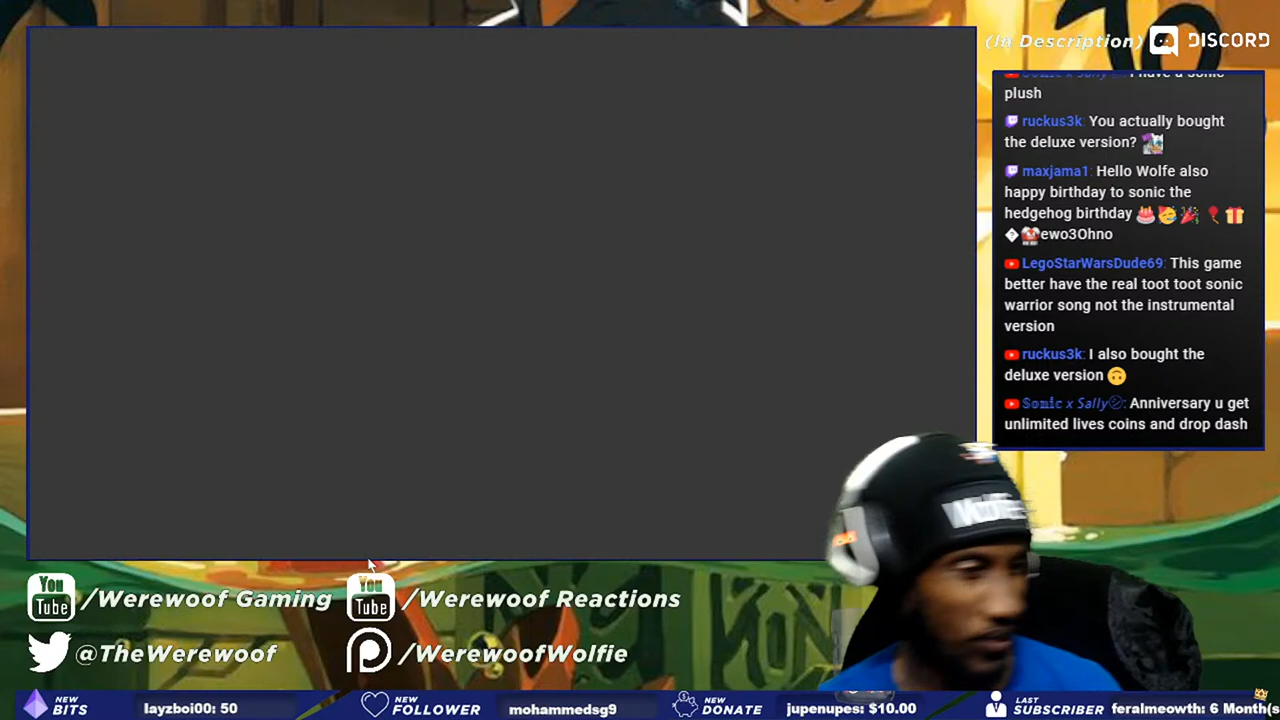 (In Description) DISCORD
plush
ruckus3k: You actually bought
the deluxe version?
maxjama1: Hello Wolfe also
happy birthday to sonic the
hedgehog birthday 🎂🥳🎉🎈🎁
ewo3Ohno
LegoStarWarsDude69: This game
better have the real toot toot sonic
warrior song not the instrumental
version
ruckus3k: I also bought the
deluxe version 🙃
Sonic x Sally: Anniversary u get
unlimited lives coins and drop dash
You Tube /Werewoof Gaming
You Tube /Werewoof Reactions
@TheWerewoof
/WerewoofWolfie
NEW BITS layzboi00: 50
NEW FOLLOWER mohammedsg9
NEW DONATE jupenupes: $10.00
LAST SUBSCRIBER feralmeowth: 6 Month(s